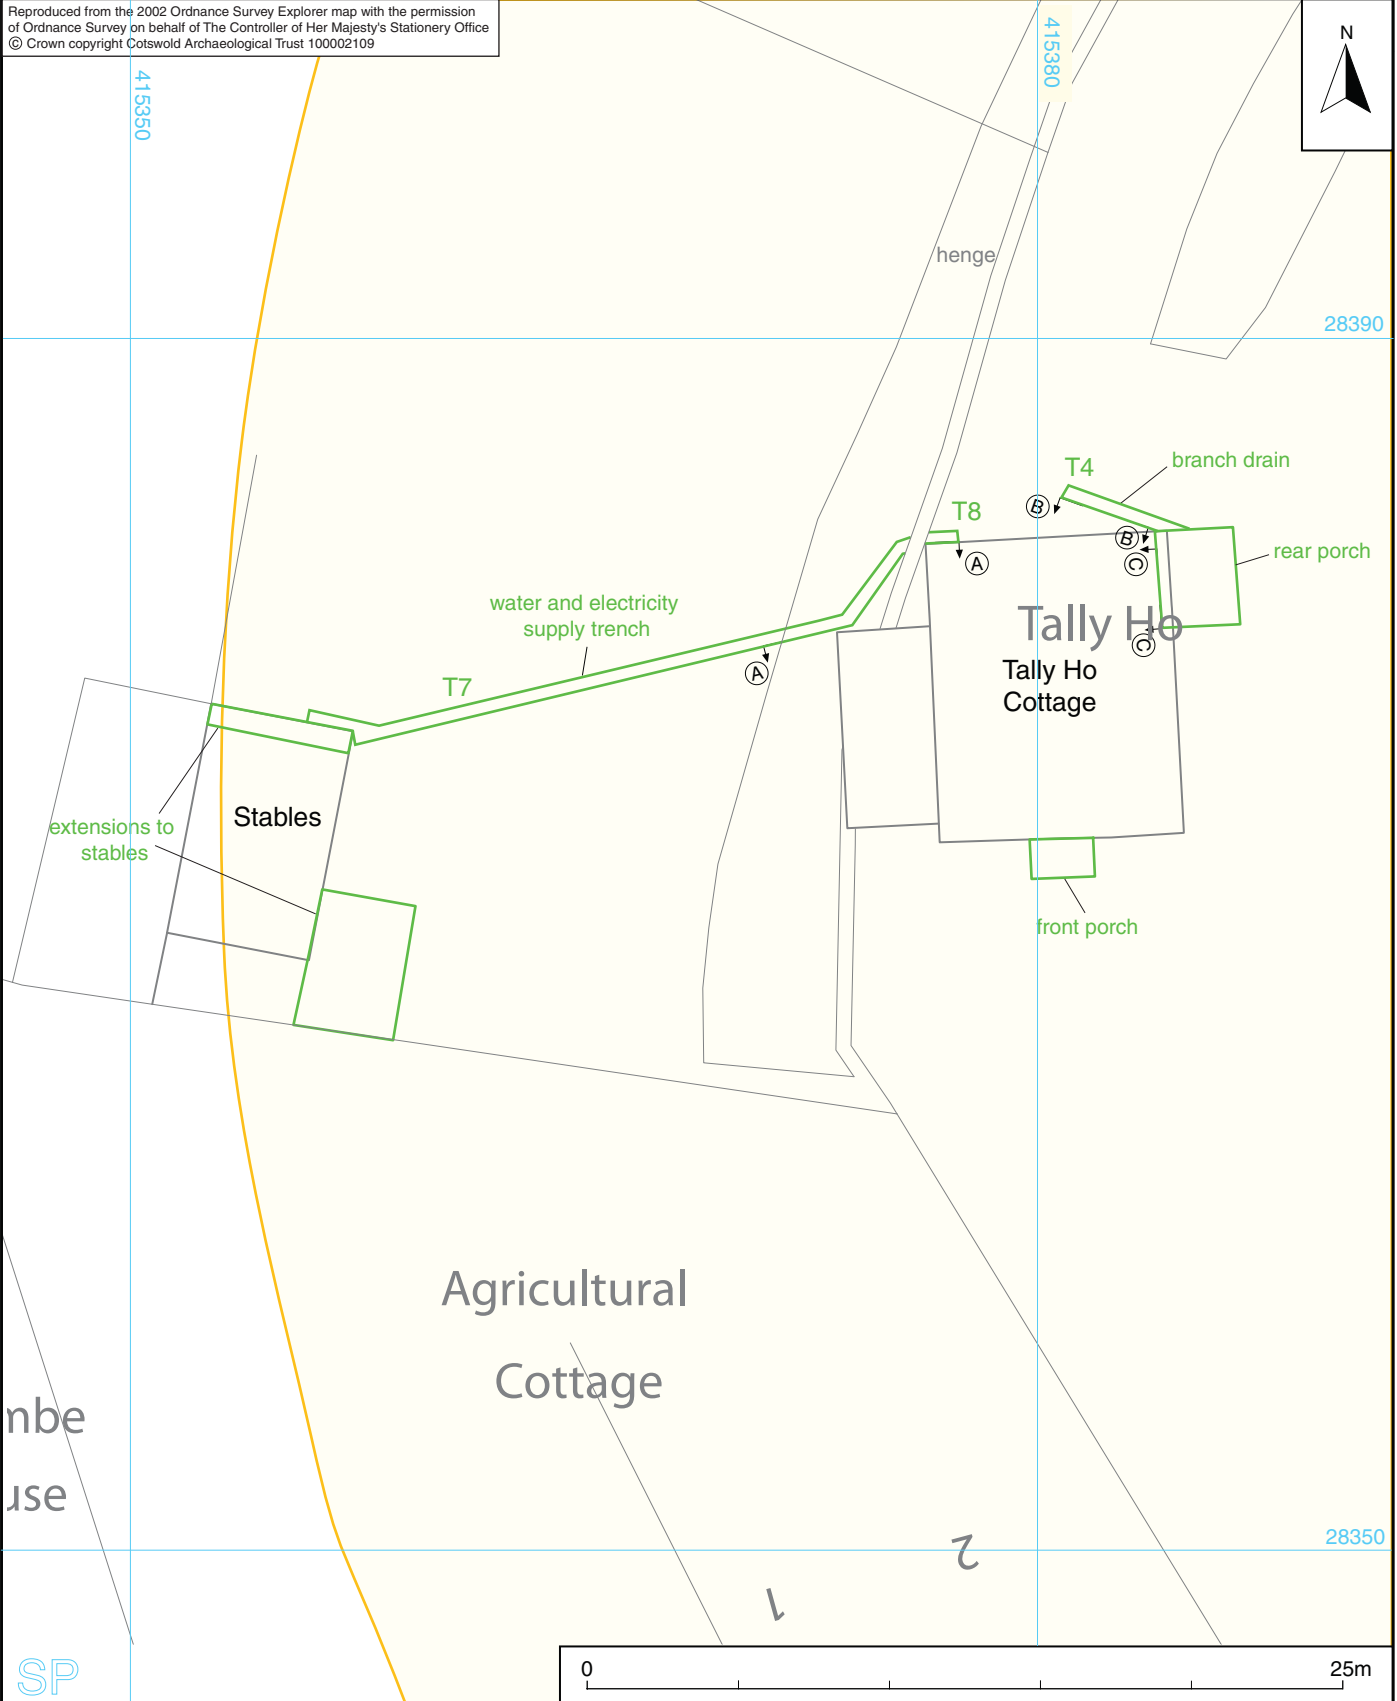 Reproduced from the 2002 Ordnance Survey Explorer map with the permission
of Ordnance Survey on behalf of The Controller of Her Majesty's Stationery Office
© Crown copyright Cotswold Archaeological Trust 100002109
415350
415380
N
henge
28390
T4
branch drain
B
T8
B
A
C
rear porch
water and electricity
supply trench
Tally Ho
C
A
Tally Ho
Cottage
T7
Stables
extensions to
stables
front porch
Agricultural
Cottage
mbe
use
28350
2
1
SP
0
25m